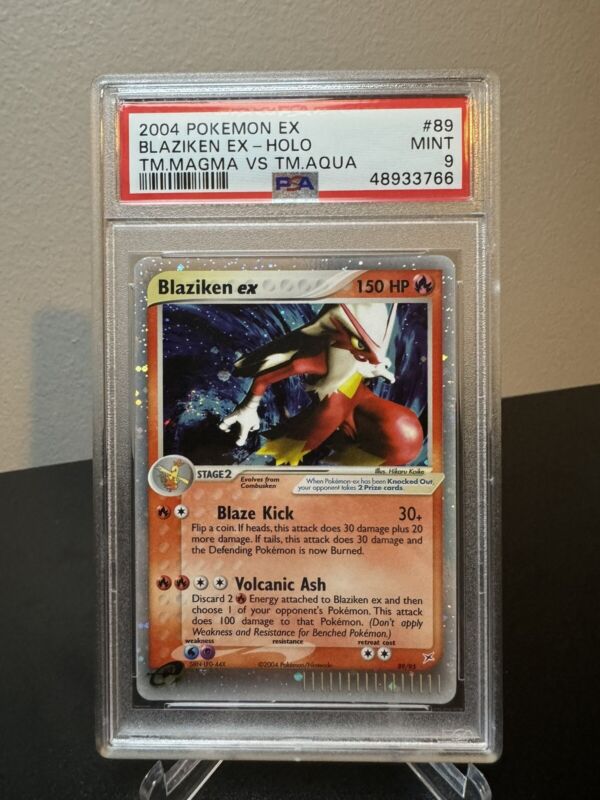 2004 POKEMON EX #89
BLAZIKEN EX - HOLO MINT
TM.MAGMA VS TM.AQUA 9
PSA 48933766
Blaziken ex 150 HP
STAGE2
Evolves from
Combusken
Illus. Hikaru Koike
When Pokémon-ex has been Knocked Out,
your opponent takes 2 Prize cards.
Blaze Kick 30+
Flip a coin. If heads, this attack does 30 damage plus 20
more damage. If tails, this attack does 30 damage and
the Defending Pokémon is now Burned.
Volcanic Ash
Discard 2 Energy attached to Blaziken ex and then
choose 1 of your opponent's Pokémon. This attack
does 100 damage to that Pokémon. (Don't apply
Weakness and Resistance for Benched Pokémon.)
weakness resistance retreat cost
©2004 Pokémon/Nintendo 89/95